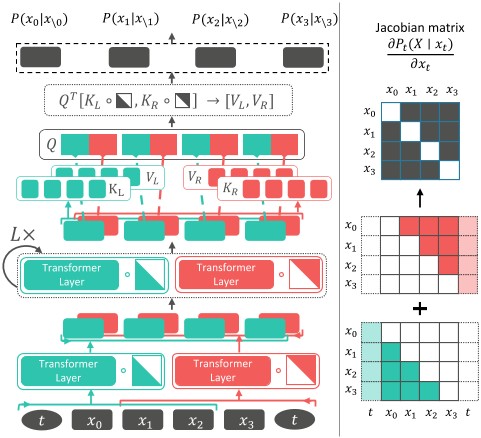 P(x₀|x\₀) P(x₁|x\₁) P(x₂|x\₂) P(x₃|x\₃)
Qᵀ[K_L ∘ , K_R ∘ ] → [V_L, V_R]
Q
V_L V_R
K_L K_R
L×
Transformer Layer ∘
Transformer Layer ∘
Transformer Layer ∘
Transformer Layer ∘
t x₀ x₁ x₂ x₃ t
Jacobian matrix
∂Pₜ(X | xₜ)
∂xₜ
x₀ x₁ x₂ x₃
x₀
x₁
x₂
x₃
x₀
x₁
x₂
x₃
+
x₀
x₁
x₂
x₃
t x₀ x₁ x₂ x₃ t